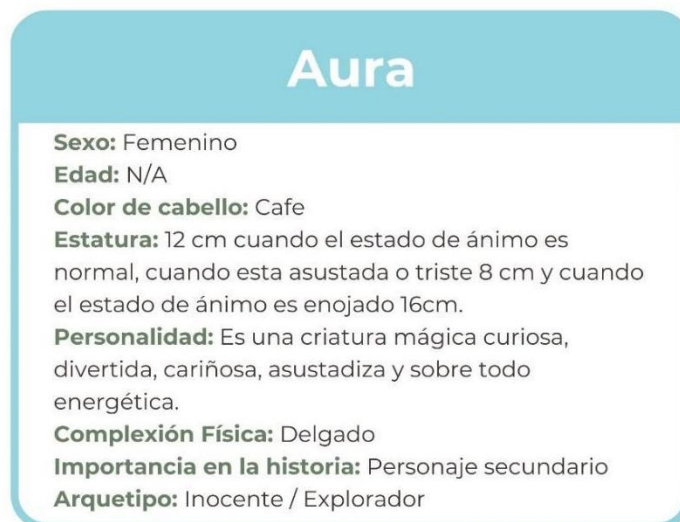 Aura
Sexo: Femenino
Edad: N/A
Color de cabello: Cafe
Estatura: 12 cm cuando el estado de ánimo es
normal, cuando esta asustada o triste 8 cm y cuando
el estado de ánimo es enojado 16cm.
Personalidad: Es una criatura mágica curiosa,
divertida, cariñosa, asustadiza y sobre todo
energética.
Complexión Física: Delgado
Importancia en la historia: Personaje secundario
Arquetipo: Inocente / Explorador